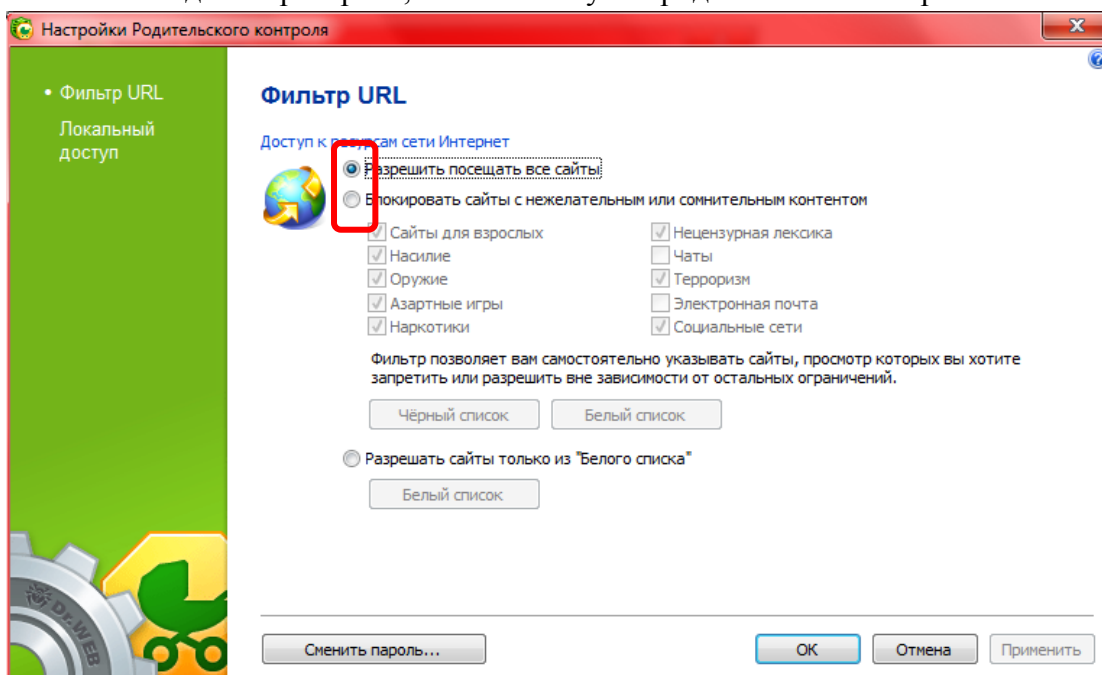 Настройки Родительского контроля
• Фильтр URL
Локальный
доступ
Фильтр URL
Доступ к ресурсам сети Интернет
Разрешить посещать все сайты
Блокировать сайты с нежелательным или сомнительным контентом
Сайты для взрослых
Нецензурная лексика
Насилие
Чаты
Оружие
Терроризм
Азартные игры
Электронная почта
Наркотики
Социальные сети
Фильтр позволяет вам самостоятельно указывать сайты, просмотр которых вы хотите
запретить или разрешить вне зависимости от остальных ограничений.
Чёрный список
Белый список
Разрешать сайты только из "Белого списка"
Белый список
Dr.WEB
Сменить пароль...
OK
Отмена
Применить